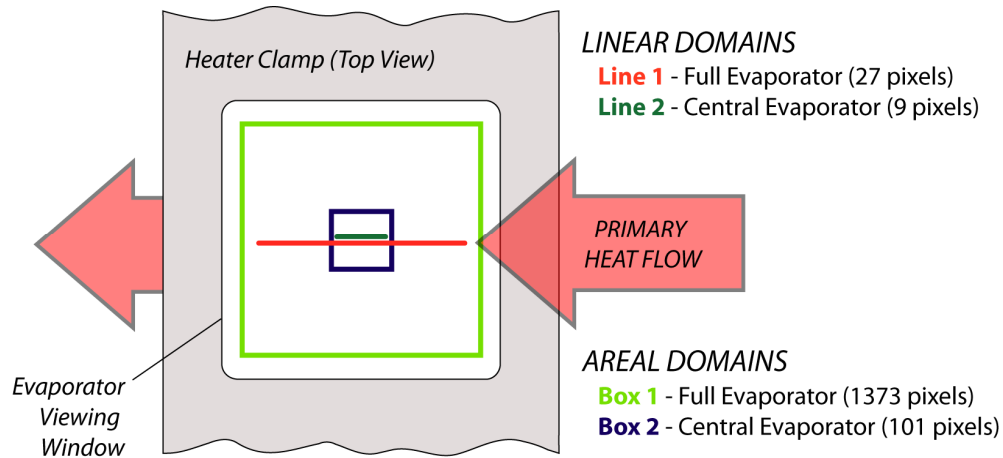 Heater Clamp (Top View)
LINEAR DOMAINS
Line 1 - Full Evaporator (27 pixels)
Line 2 - Central Evaporator (9 pixels)
PRIMARY
HEAT FLOW
Evaporator
Viewing
Window
AREAL DOMAINS
Box 1 - Full Evaporator (1373 pixels)
Box 2 - Central Evaporator (101 pixels)